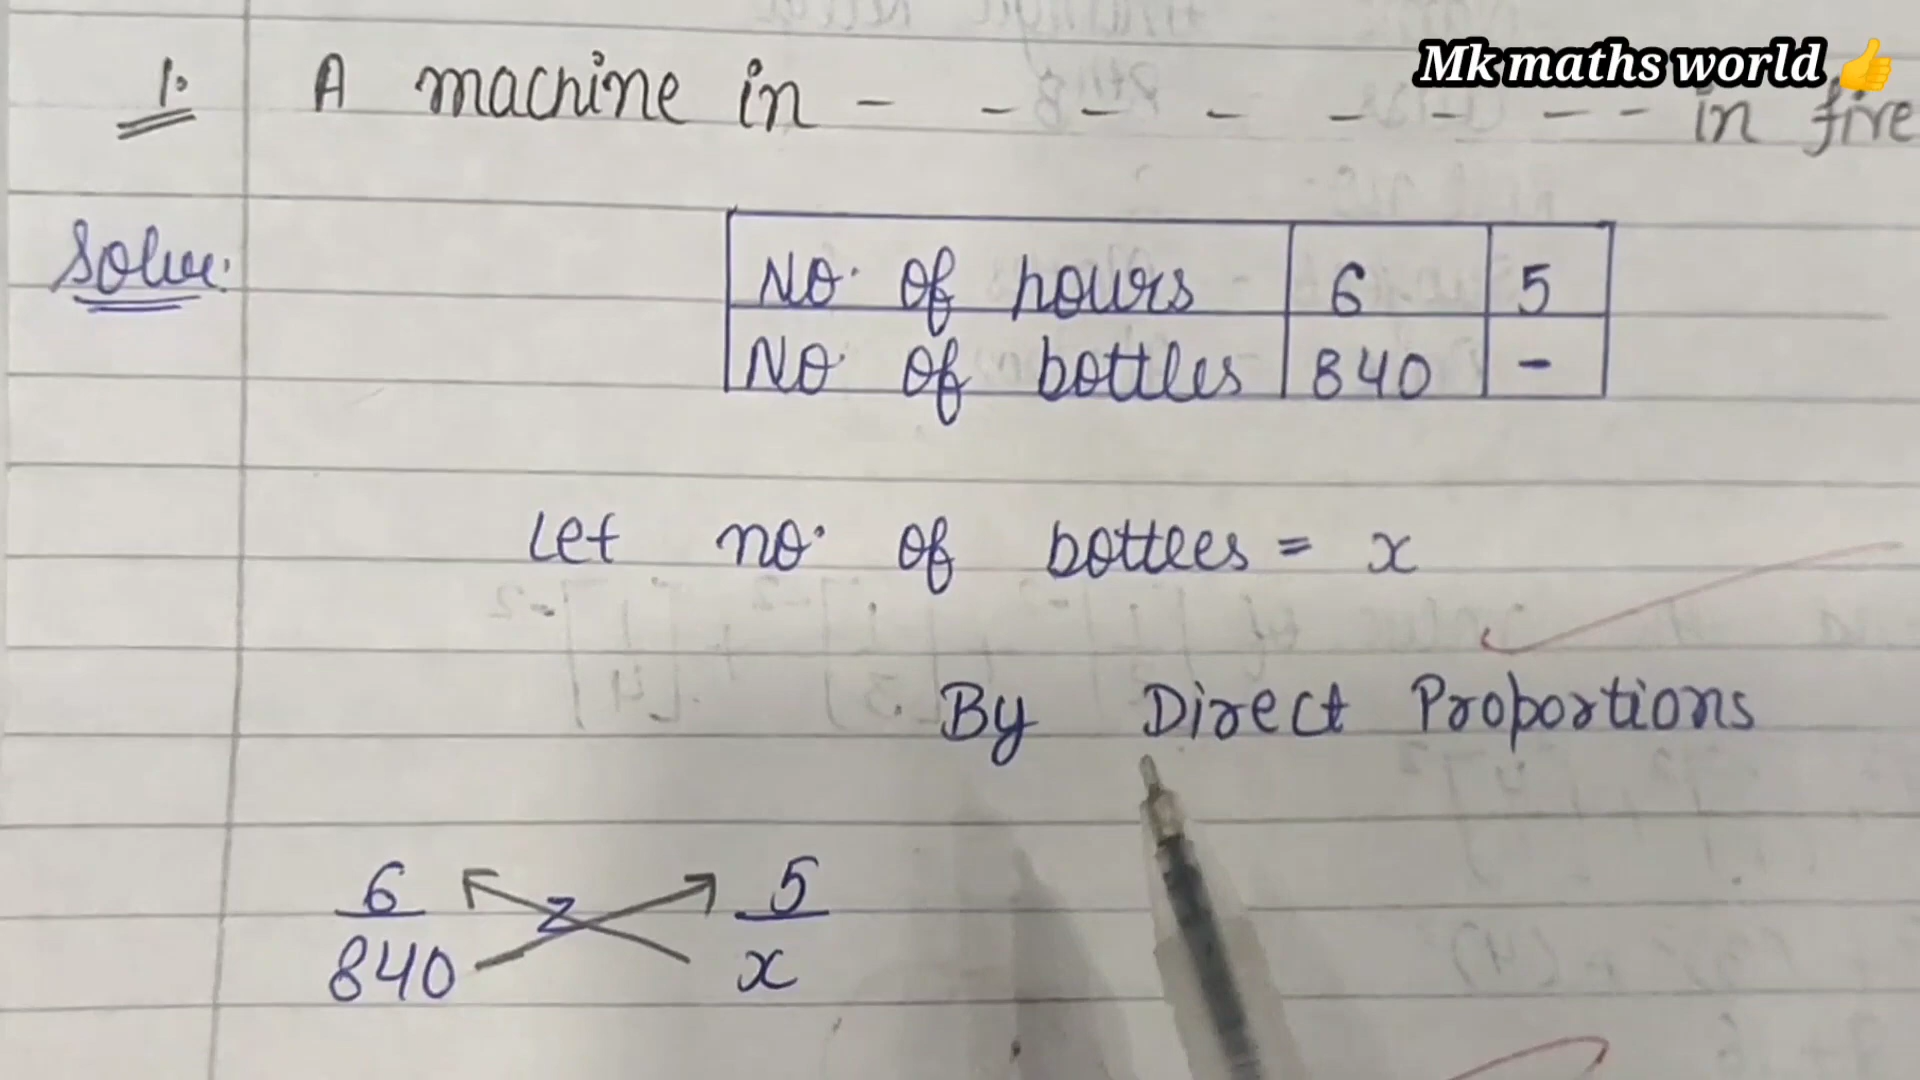 Mk maths world 👍
1. A machine in - - - - - - - - in five
Solve:
No. of hours 6 5
No. of bottles 840 -
Let no. of bottles = x
By Direct Proportions
6 = 5
840 x